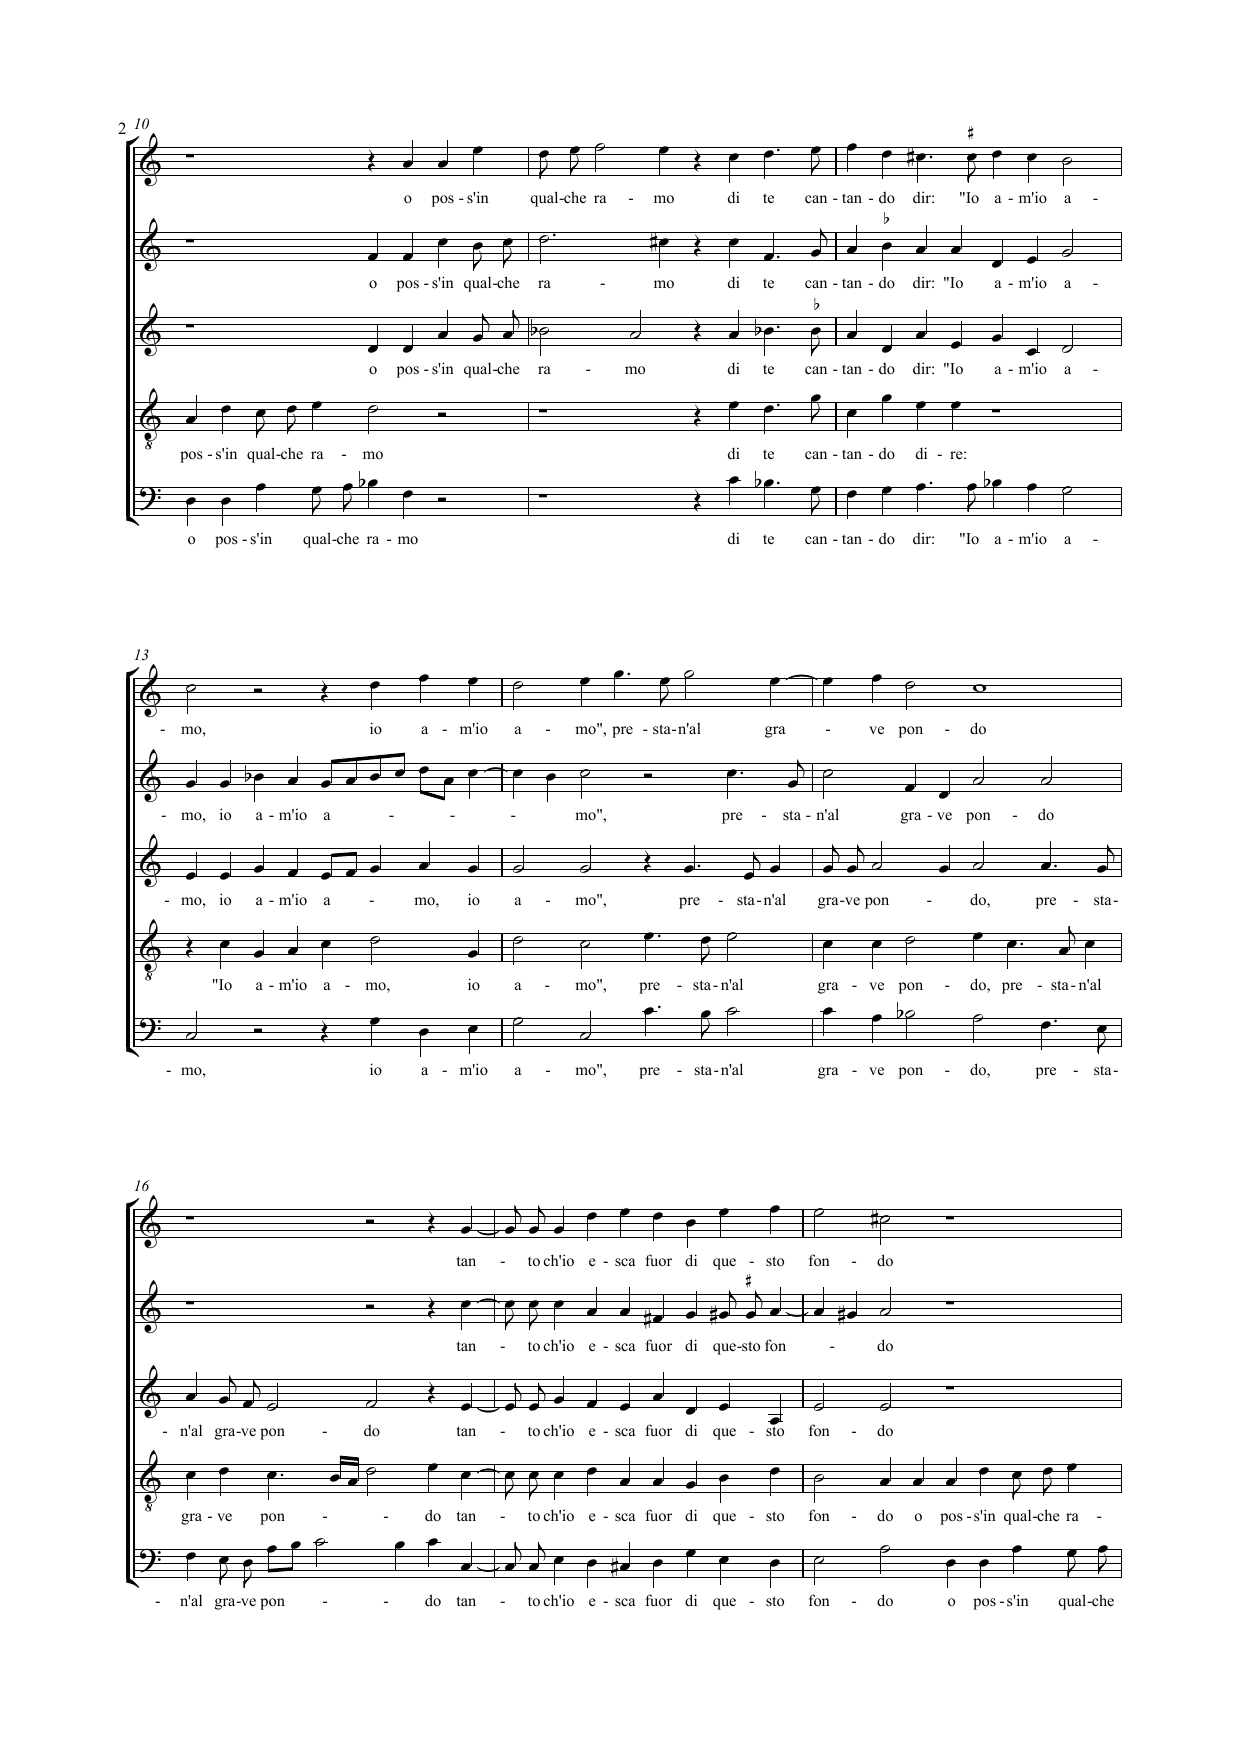 2 10
o pos - s'in qual-che ra - mo di te can - tan - do dir: "Io a - m'io a -
o pos - s'in qual-che ra - mo di te can - tan - do dir: "Io a - m'io a -
o pos - s'in qual-che ra - mo di te can - tan - do dir: "Io a - m'io a -
pos - s'in qual-che ra - mo di te can - tan - do di - re:
o pos - s'in qual-che ra - mo di te can - tan - do dir: "Io a - m'io a -
13
- mo, io a - m'io a - mo", pre - sta-n'al gra - ve pon - do
- mo, io a - m'io a - - - mo", pre - sta - n'al gra - ve pon - do
- mo, io a - m'io a - mo, io a - mo", pre - sta-n'al gra-ve pon - do, pre - sta-
"Io a - m'io a - mo, io a - mo", pre - sta-n'al gra - ve pon - do, pre - sta-n'al
- mo, io a - m'io a - mo", pre - sta-n'al gra - ve pon - do, pre - sta-
16
tan - to ch'io e - sca fuor di que - sto fon - do
tan - to ch'io e - sca fuor di que-sto fon - do
- n'al gra-ve pon - do tan - to ch'io e - sca fuor di que - sto fon - do
gra - ve pon - - do tan - to ch'io e - sca fuor di que - sto fon - do o pos - s'in qual-che ra -
- n'al gra-ve pon - - do tan - to ch'io e - sca fuor di que - sto fon - do o pos - s'in qual-che